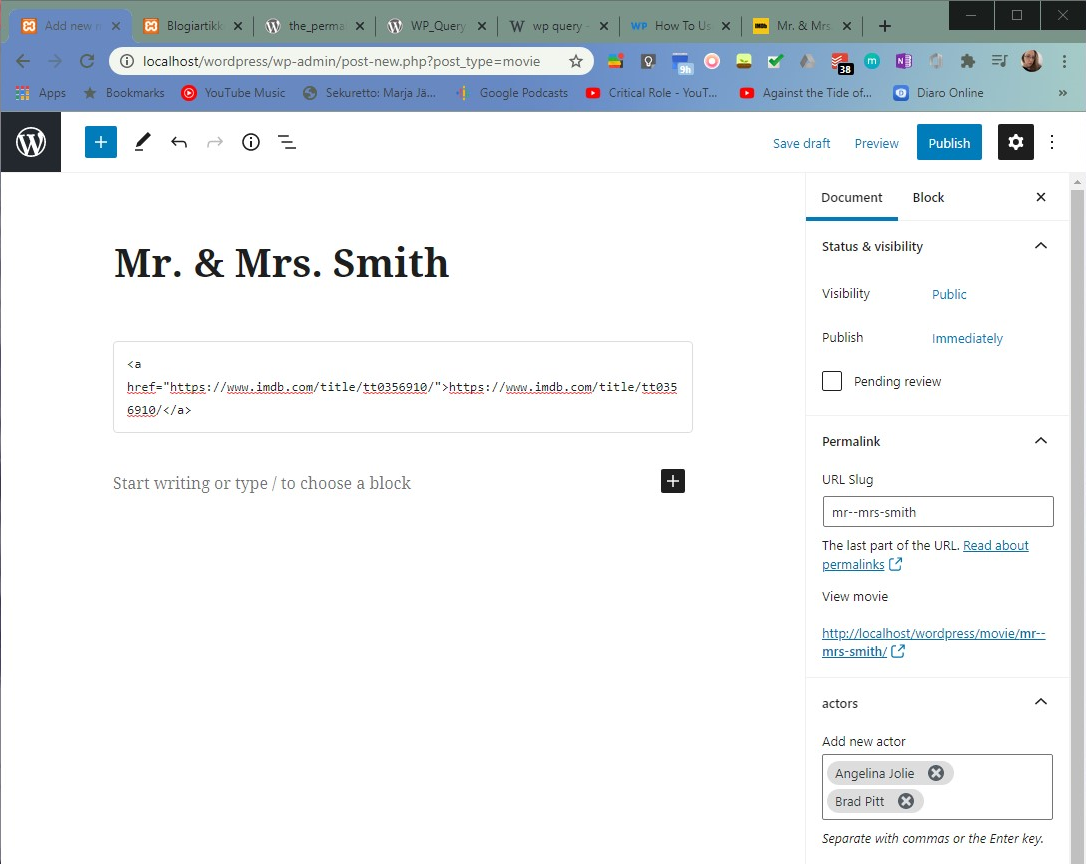 Add new m
Blogiartikk
the_perma
WP_Query
wp query -
How To Us
Mr. & Mrs.
localhost/wordpress/wp-admin/post-new.php?post_type=movie
9h
38
Apps
Bookmarks
YouTube Music
Sekuretto: Marja Jä...
Google Podcasts
Critical Role - YouT...
Against the Tide of...
Diaro Online
»
Save draft
Preview
Publish
Document
Block
Mr. & Mrs. Smith
<a
href="https://www.imdb.com/title/tt0356910/">https://www.imdb.com/title/tt035
6910/</a>
Start writing or type / to choose a block
Status & visibility
Visibility
Public
Publish
Immediately
Pending review
Permalink
URL Slug
mr--mrs-smith
The last part of the URL. Read about
permalinks
View movie
http://localhost/wordpress/movie/mr--
mrs-smith/
actors
Add new actor
Angelina Jolie
Brad Pitt
Separate with commas or the Enter key.